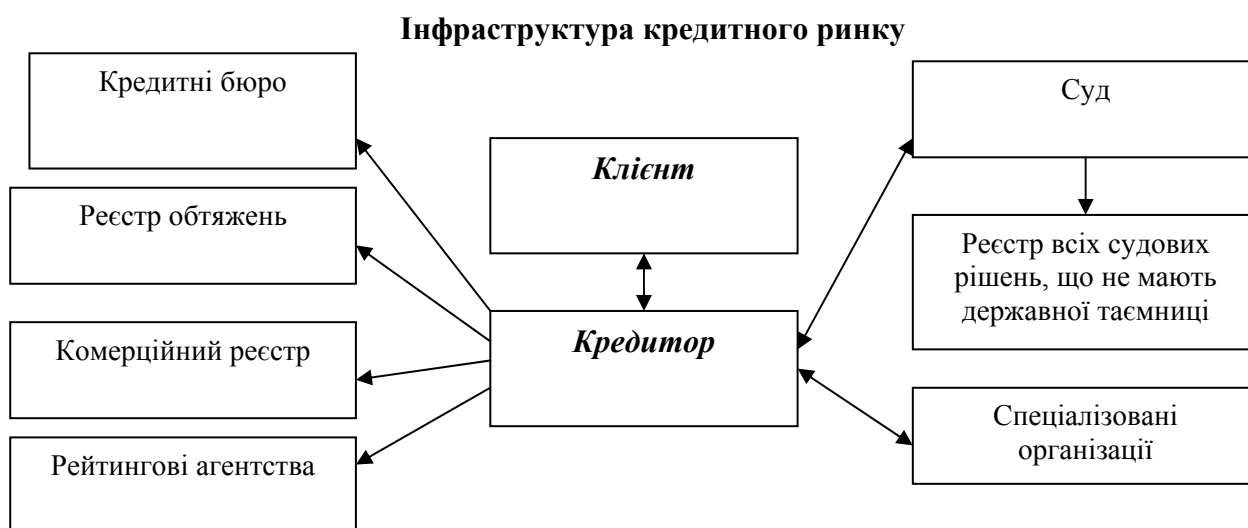 Інфраструктура кредитного ринку
Кредитні бюро
Реєстр обтяжень
Комерційний реєстр
Рейтингові агентства
Клієнт
Кредитор
Суд
Реєстр всіх судових
рішень, що не мають
державної таємниці
Спеціалізовані
організації